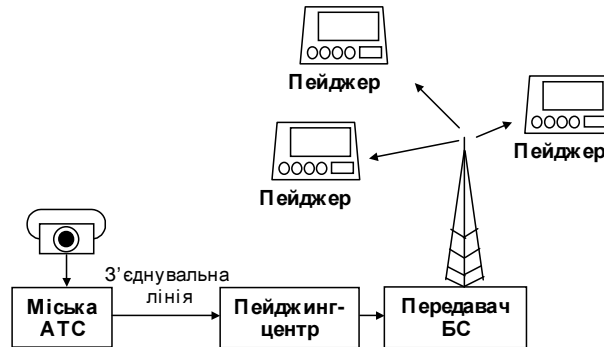 Пейджер
Пейджер
Пейджер
З’єднувальна
лінія
Міська
АТС
Пейджинг-
центр
Передавач
БС